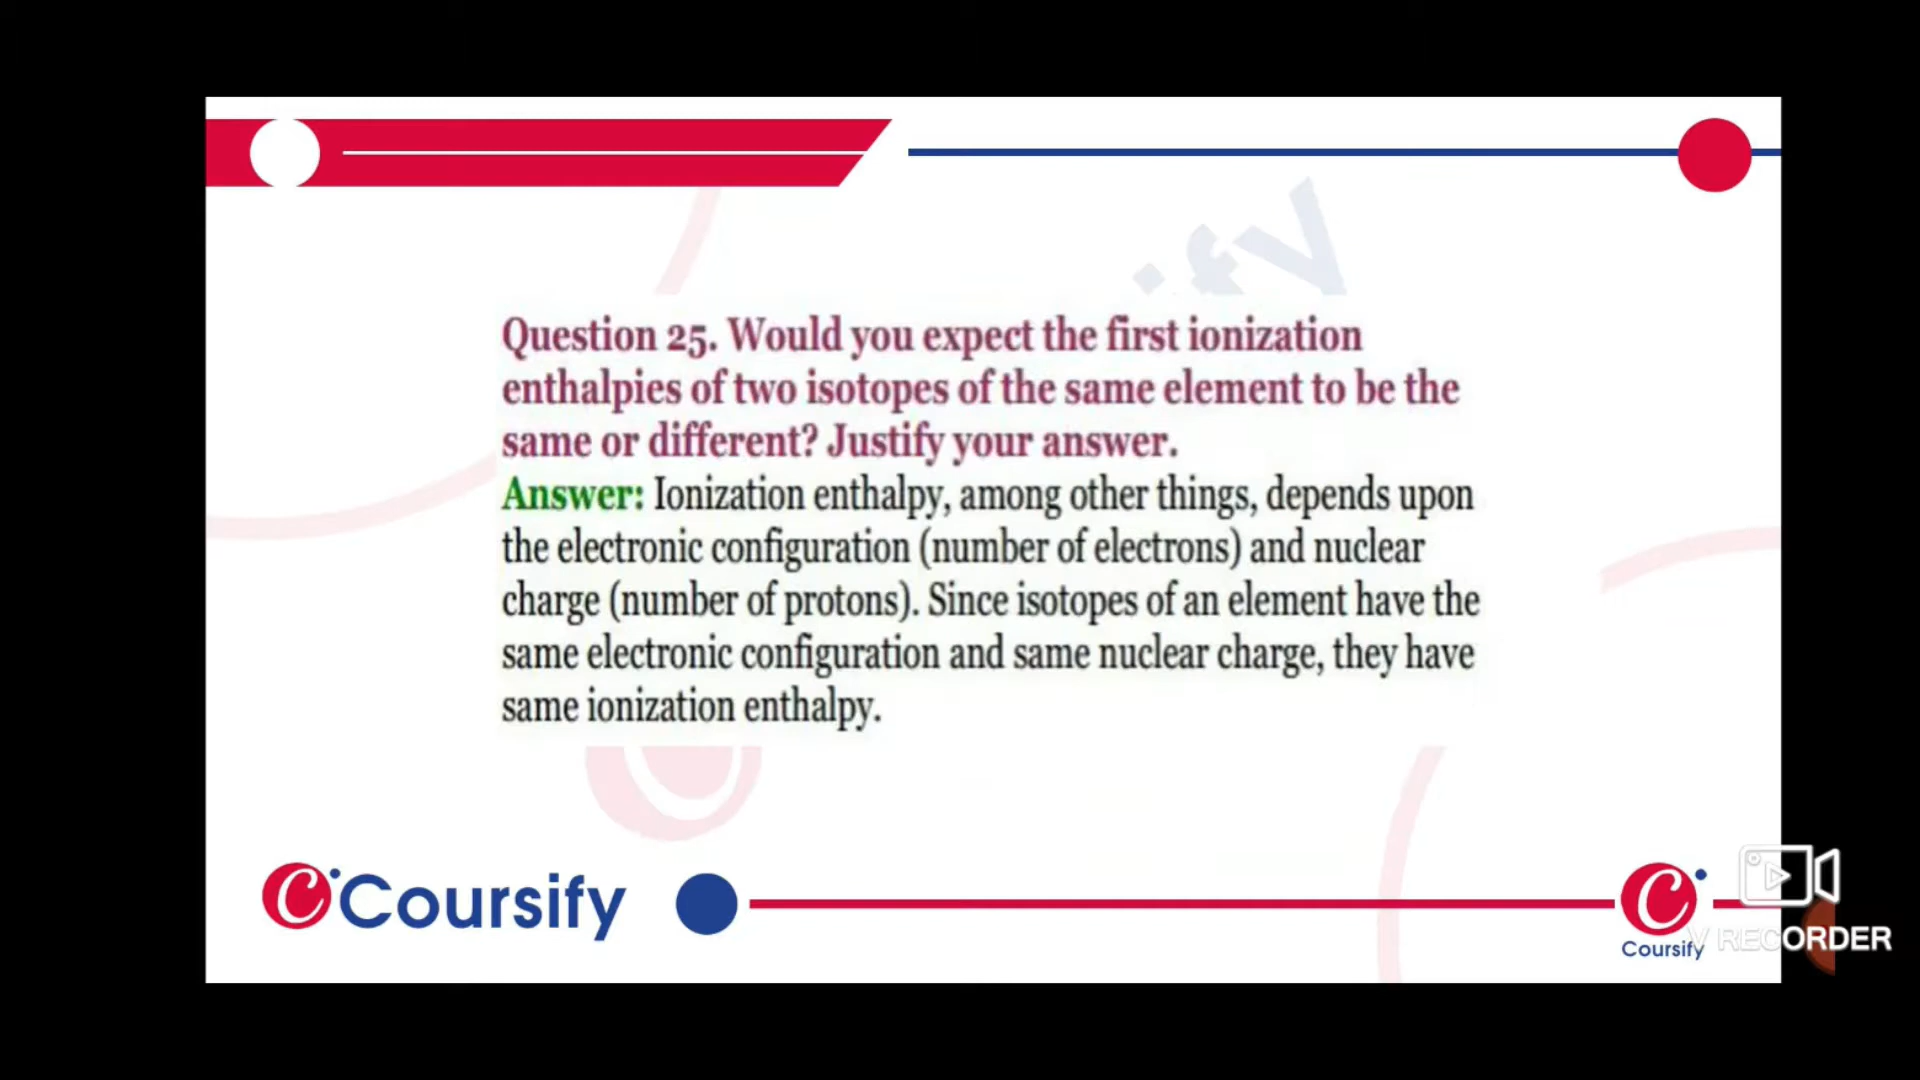 ify
Question 25. Would you expect the first ionization
enthalpies of two isotopes of the same element to be the
same or different? Justify your answer.
Answer: Ionization enthalpy, among other things, depends upon
the electronic configuration (number of electrons) and nuclear
charge (number of protons). Since isotopes of an element have the
same electronic configuration and same nuclear charge, they have
same ionization enthalpy.
C Coursify
C
Coursify
V RECORDER